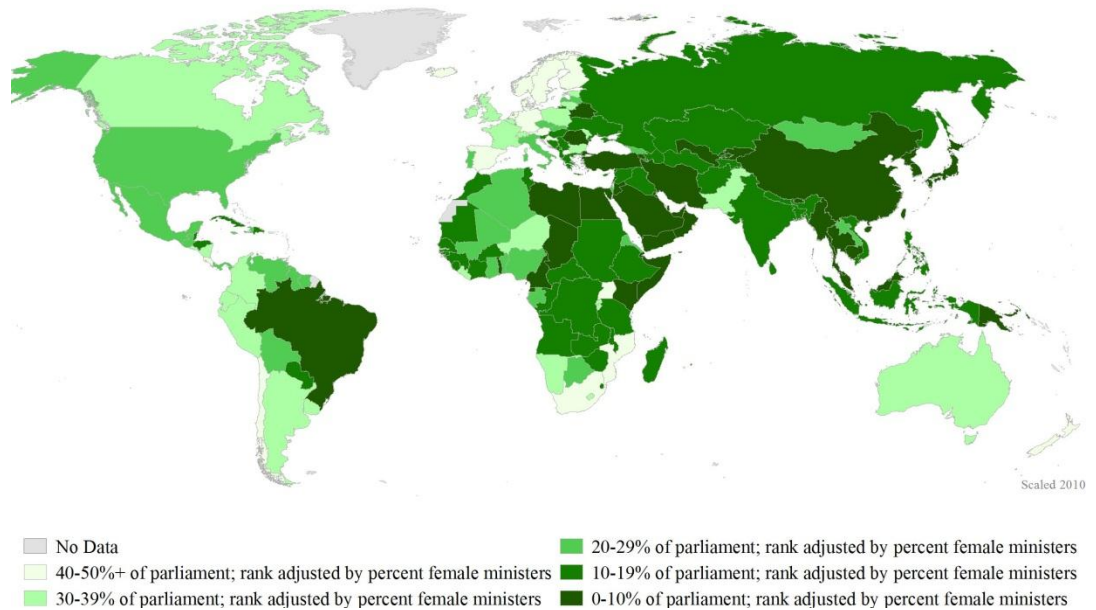 Scaled 2010
No Data
40-50%+ of parliament; rank adjusted by percent female ministers
30-39% of parliament; rank adjusted by percent female ministers
20-29% of parliament; rank adjusted by percent female ministers
10-19% of parliament; rank adjusted by percent female ministers
0-10% of parliament; rank adjusted by percent female ministers